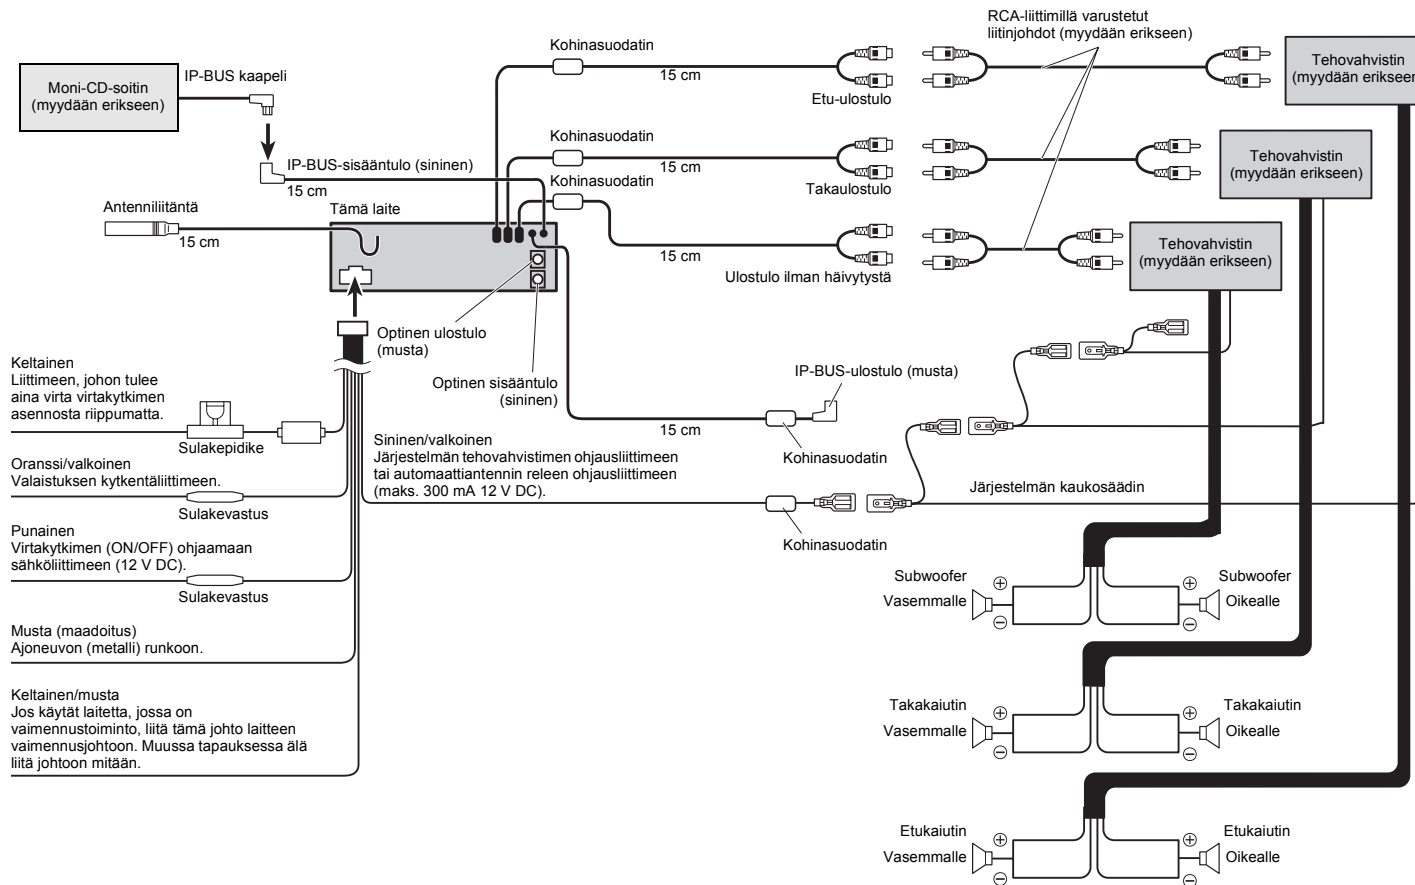 Moni-CD-soitin
(myydään erikseen)
IP-BUS kaapeli
IP-BUS-sisääntulo (sininen)
15 cm
Antenniliitäntä
15 cm
Tämä laite
Kohinasuodatin
15 cm
Etu-ulostulo
Kohinasuodatin
15 cm
Takaulostulo
Kohinasuodatin
15 cm
Ulostulo ilman häivytystä
RCA-liittimillä varustetut
liitinjohdot (myydään erikseen)
Tehovahvistin
(myydään erikseen
Tehovahvistin
(myydään erikseen)
Tehovahvistin
(myydään erikseen)
Optinen ulostulo
(musta)
Optinen sisääntulo
(sininen)
IP-BUS-ulostulo (musta)
15 cm
Kohinasuodatin
Keltainen
Liittimeen, johon tulee
aina virta virtakytkimen
asennosta riippumatta.
Sulakepidike
Oranssi/valkoinen
Valaistuksen kytkentäliittimeen.
Sulakevastus
Punainen
Virtakytkimen (ON/OFF) ohjaamaan
sähköliittimeen (12 V DC).
Sulakevastus
Musta (maadoitus)
Ajoneuvon (metalli) runkoon.
Keltainen/musta
Jos käytät laitetta, jossa on
vaimennustoiminto, liitä tämä johto laitteen
vaimennusjohtoon. Muussa tapauksessa älä
liitä johtoon mitään.
Sininen/valkoinen
Järjestelmän tehovahvistimen ohjausliittimeen
tai automaattiantennin releen ohjausliittimeen
(maks. 300 mA 12 V DC).
Kohinasuodatin
Järjestelmän kaukosäädin
Subwoofer
Vasemmalle
+
−
Subwoofer
Oikealle
+
−
Takakaiutin
Vasemmalle
+
−
Takakaiutin
Oikealle
+
−
Etukaiutin
Vasemmalle
+
−
Etukaiutin
Oikealle
+
−